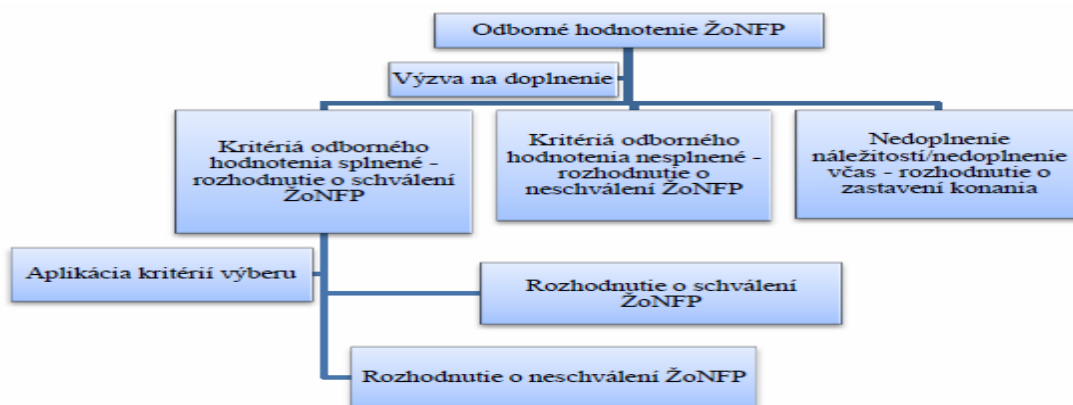 Odborné hodnotenie ŽoNFP
Výzva na doplnenie
Kritériá odborného
hodnotenia splnené -
rozhodnutie o schválení
ŽoNFP
Kritériá odborného
hodnotenia nesplnené -
rozhodnutie o
neschválení ŽoNFP
Nedoplnenie
náležitostí/nedoplnenie
včas - rozhodnutie o
zastavení konania
Aplikácia kritérií výberu
Rozhodnutie o schválení
ŽoNFP
Rozhodnutie o neschválení ŽoNFP